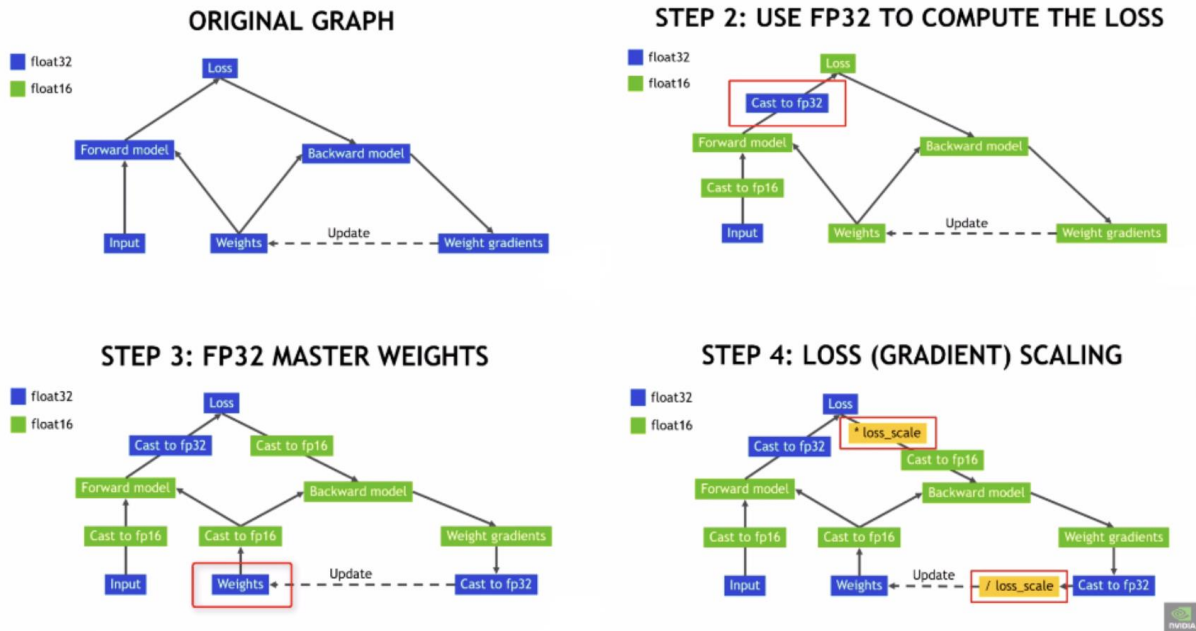 ORIGINAL GRAPH
float32
float16
Loss
Forward model
Backward model
Input
Weights
Update
Weight gradients
STEP 2: USE FP32 TO COMPUTE THE LOSS
float32
float16
Loss
Cast to fp32
Forward model
Backward model
Cast to fp16
Input
Weights
Update
Weight gradients
STEP 3: FP32 MASTER WEIGHTS
float32
float16
Loss
Cast to fp32
Cast to fp16
Forward model
Backward model
Cast to fp16
Cast to fp16
Weight gradients
Input
Weights
Update
Cast to fp32
STEP 4: LOSS (GRADIENT) SCALING
float32
float16
Loss
* loss_scale
Cast to fp32
Cast to fp16
Forward model
Backward model
Cast to fp16
Cast to fp16
Weight gradients
Input
Weights
Update
/ loss_scale
Cast to fp32
NVIDIA